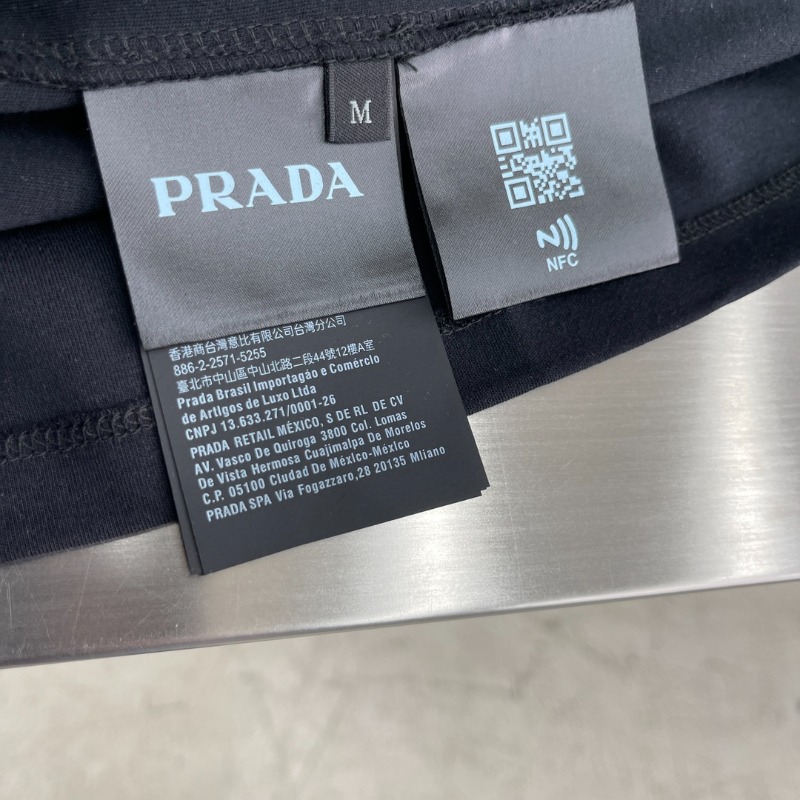 PRADA
M
NFC
香港商台灣意比有限公司台灣分公司
886-2-2571-5255
臺北市中山區中山北路二段44號12樓A室
Prada Brasil Importagão e Comérclo
de Artigos de Luxo Ltda
CNPJ 13.633.271/0001-26
PRADA RETAIL MÉXICO, S DE RL DE CV
AV. Vasco De Quiroga 3800 Col. Lomas
De Vista Hermosa Cuajimalpa De Morelos
C.P. 05100 Ciudad De México-México
PRADA SPA Via Fogazzaro,28 20135 Mliano